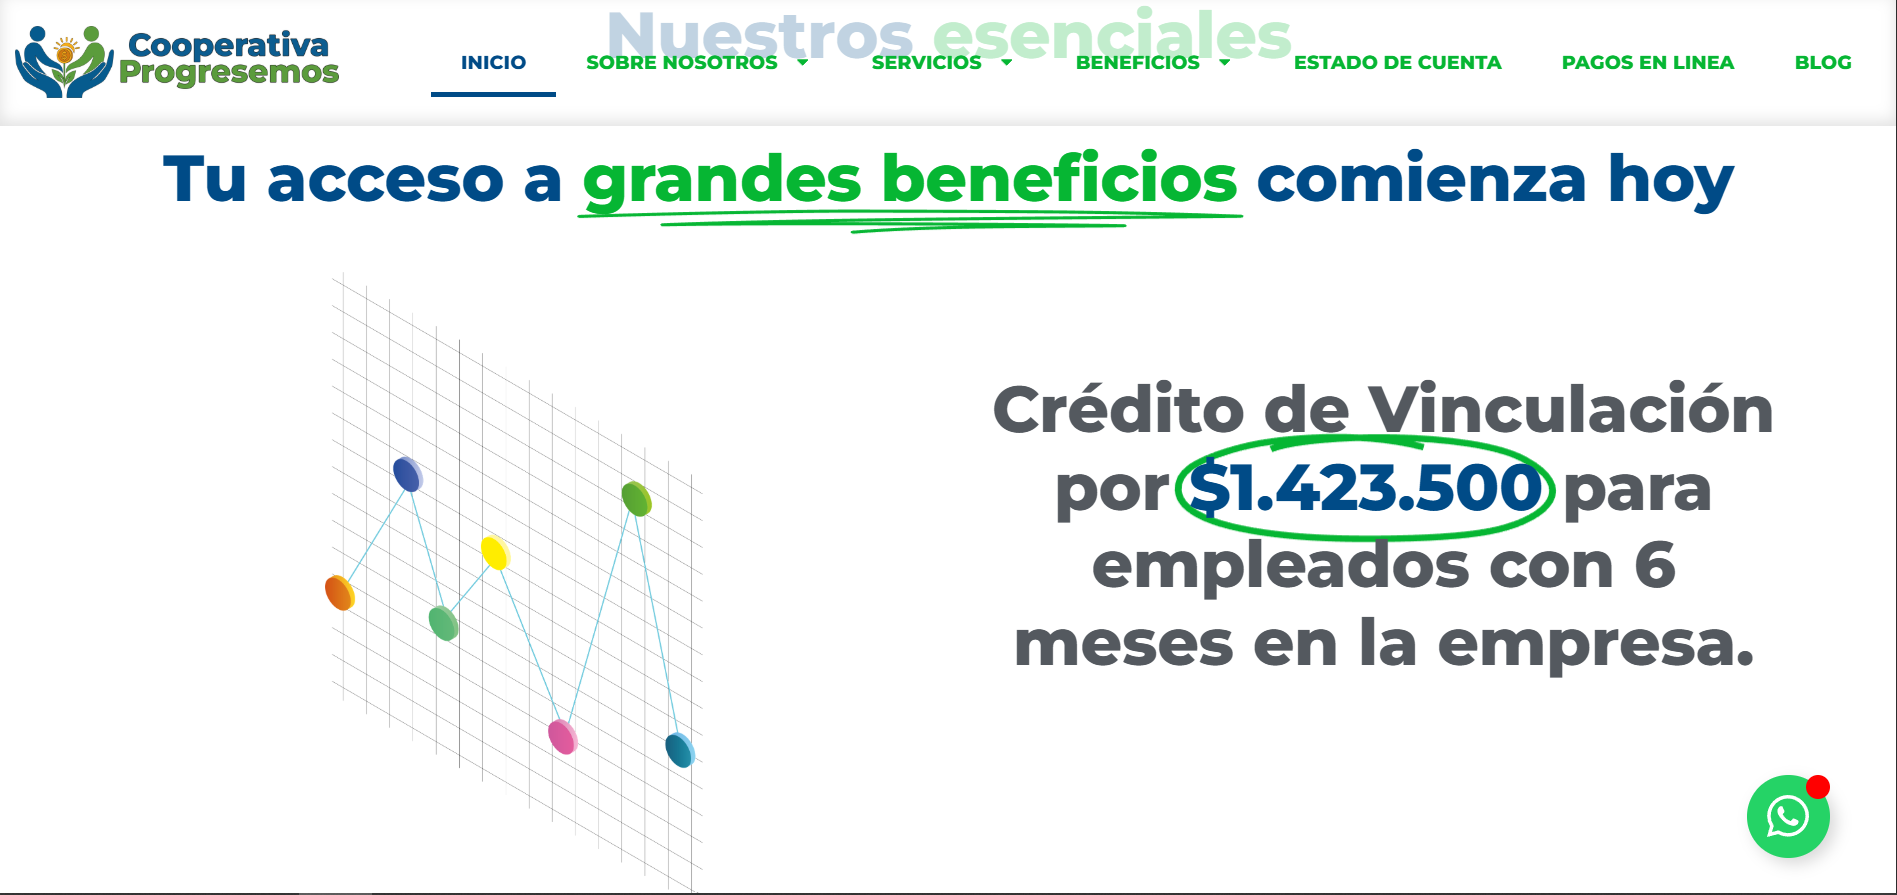 Nuestros esenciales
Cooperativa
Progresemos
INICIO
SOBRE NOSOTROS
SERVICIOS
BENEFICIOS
ESTADO DE CUENTA
PAGOS EN LINEA
BLOG
Tu acceso a grandes beneficios comienza hoy
Crédito de Vinculación
por $1.423.500 para
empleados con 6
meses en la empresa.